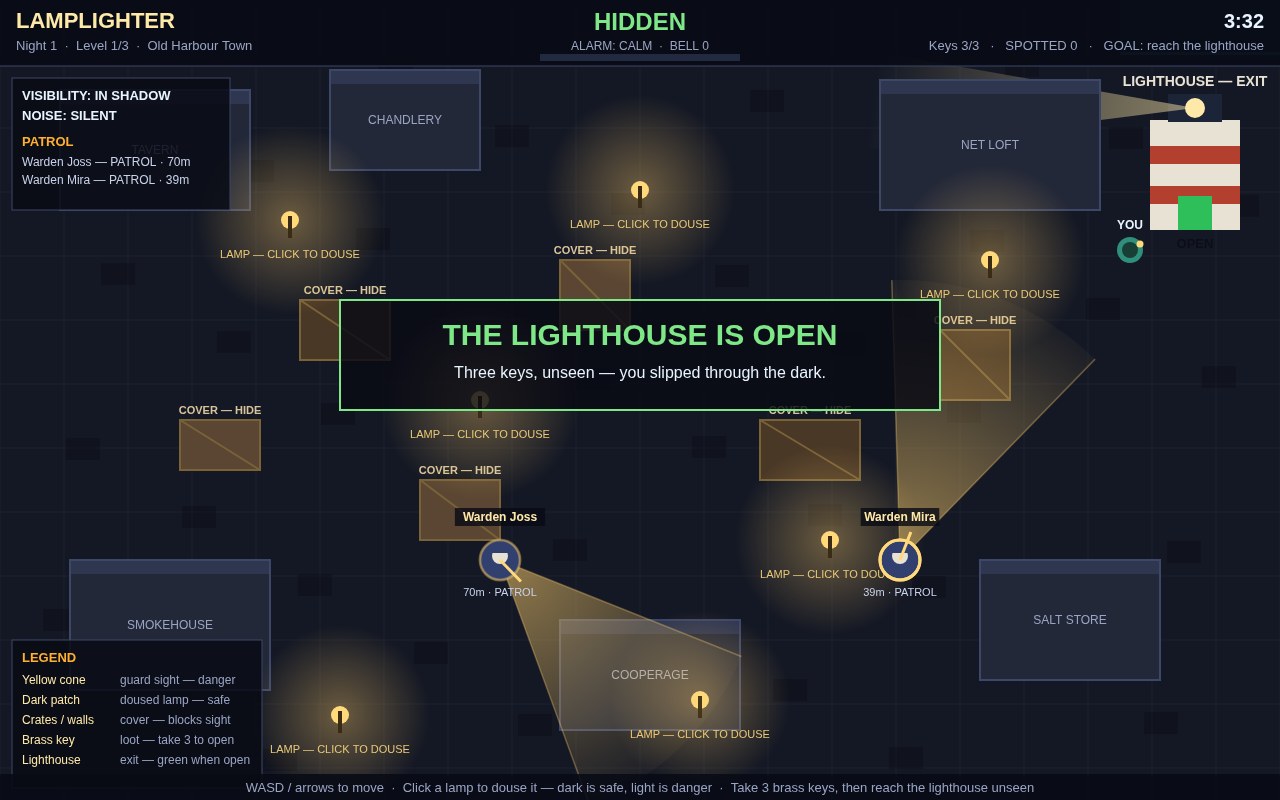 LAMPLIGHTER
Night 1 · Level 1/3 · Old Harbour Town
HIDDEN
ALARM: CALM · BELL 0
3:32
Keys 3/3 · SPOTTED 0 · GOAL: reach the lighthouse
VISIBILITY: IN SHADOW
NOISE: SILENT
PATROL
Warden Joss — PATROL · 70m
Warden Mira — PATROL · 39m
TAVERN
CHANDLERY
NET LOFT
LIGHTHOUSE — EXIT
YOU
OPEN
LAMP — CLICK TO DOUSE
LAMP — CLICK TO DOUSE
LAMP — CLICK TO DOUSE
COVER — HIDE
COVER — HIDE
COVER — HIDE
THE LIGHTHOUSE IS OPEN
Three keys, unseen — you slipped through the dark.
COVER — HIDE
COVER — HIDE
LAMP — CLICK TO DOUSE
COVER — HIDE
Warden Joss
70m · PATROL
Warden Mira
39m · PATROL
LAMP — CLICK TO DOU
SMOKEHOUSE
COOPERAGE
SALT STORE
LAMP — CLICK TO DOUSE
LAMP — CLICK TO DOUSE
LEGEND
Yellow cone guard sight — danger
Dark patch doused lamp — safe
Crates / walls cover — blocks sight
Brass key loot — take 3 to open
Lighthouse exit — green when open
WASD / arrows to move · Click a lamp to douse it — dark is safe, light is danger · Take 3 brass keys, then reach the lighthouse unseen